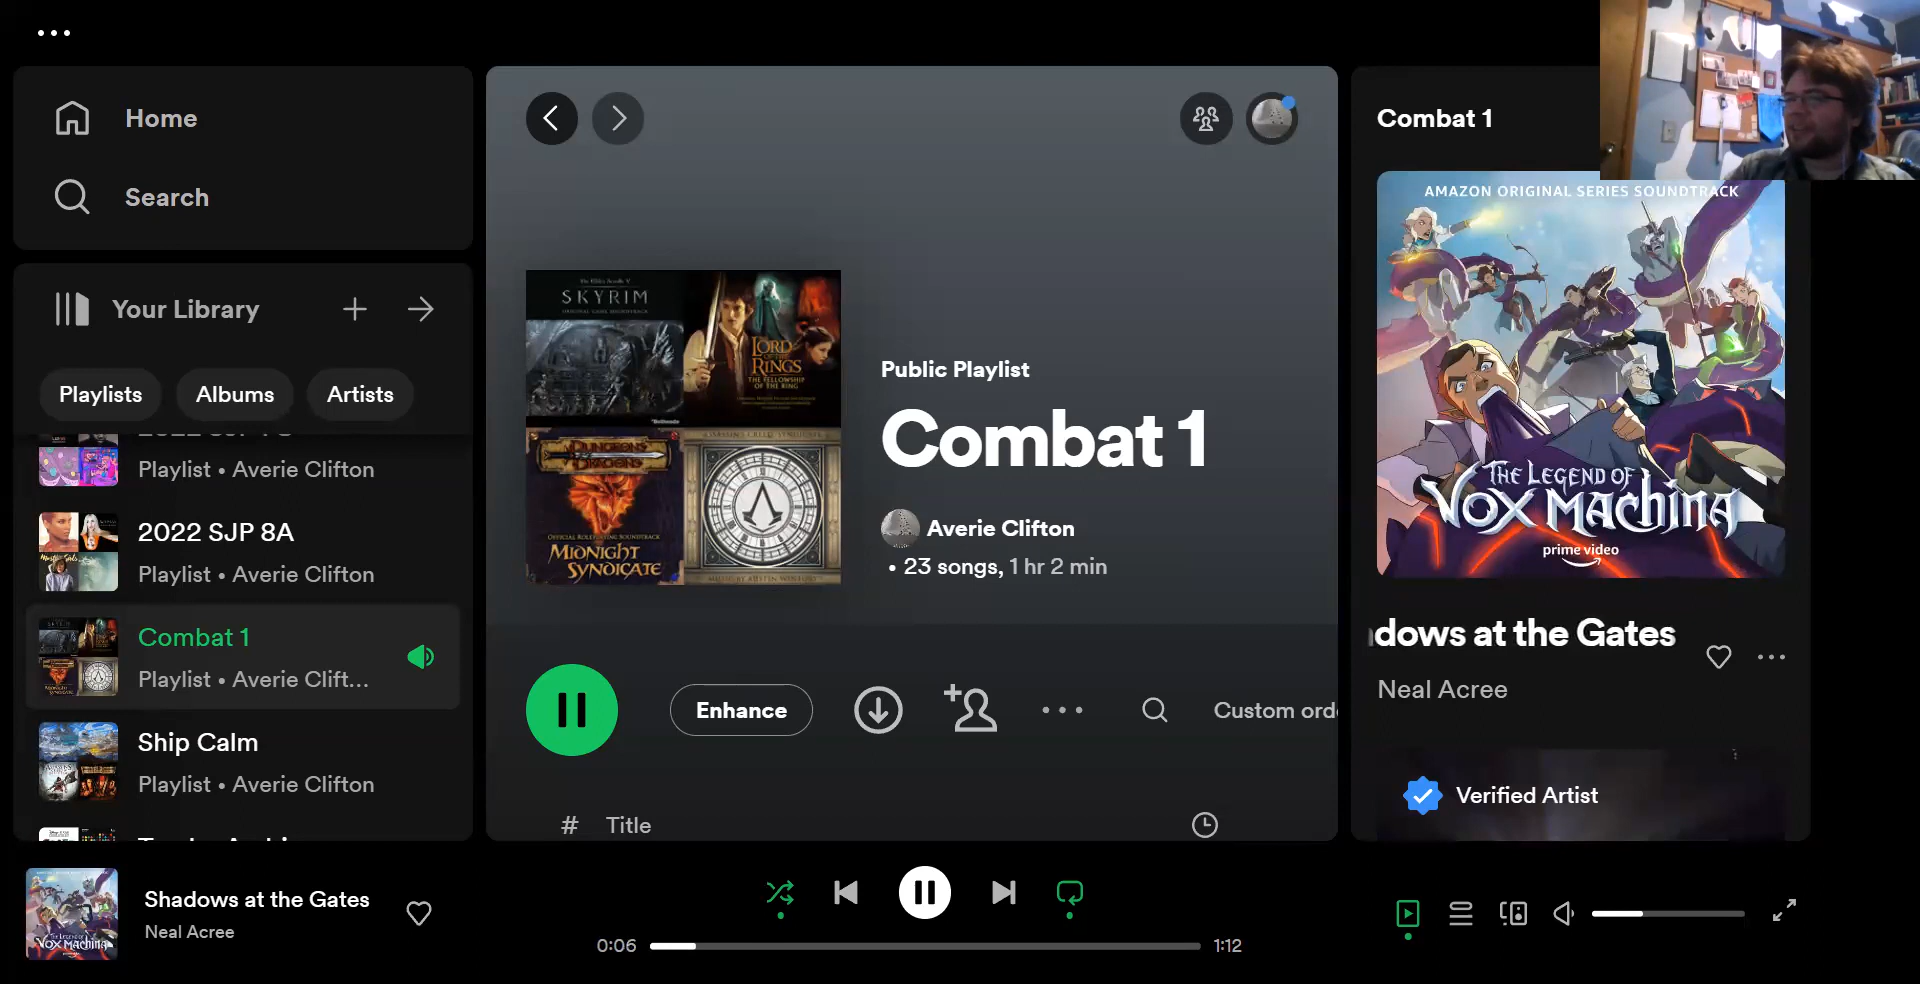 Home
Search
Your Library
Playlists
Albums
Artists
Playlist • Averie Clifton
2022 SJP 8A
Playlist • Averie Clifton
Combat 1
Playlist • Averie Clift...
Ship Calm
Playlist • Averie Clifton
SKYRIM
LORD
OF THE
RINGS
THE FELLOWSHIP
OF THE RING
DUNGEONS
DRAGONS
OFFICIAL ROLEPLAYING SOUNDTRACK
MIDNIGHT
SYNDICATE
Public Playlist
Combat 1
Averie Clifton
• 23 songs, 1 hr 2 min
Enhance
Custom ord
# Title
Combat 1
AMAZON ORIGINAL SERIES SOUNDTRACK
THE LEGEND OF
VOX MACHINA
prime video
dows at the Gates
Neal Acree
Verified Artist
Shadows at the Gates
Neal Acree
0:06
1:12